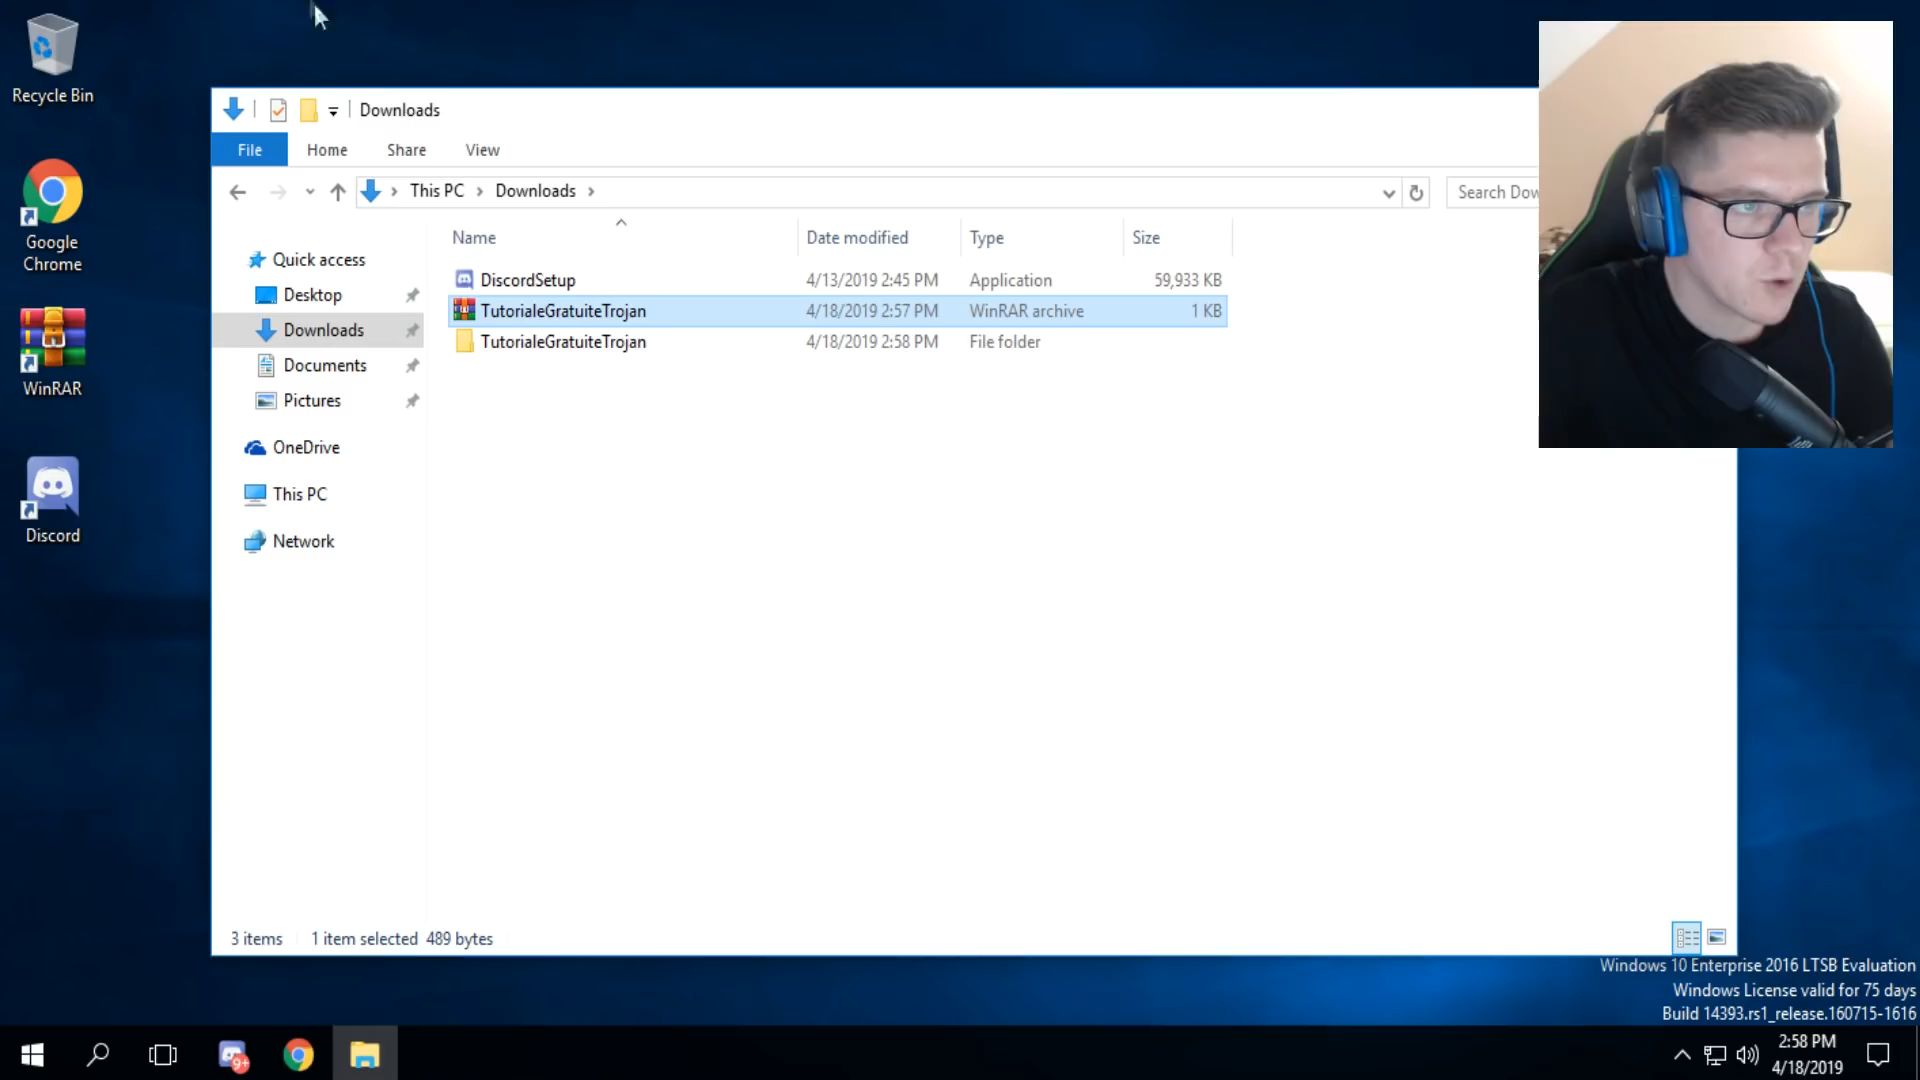 Recycle Bin
Google
Chrome
WinRAR
Discord
Downloads
File Home Share View
This PC Downloads
Search Dow
Name Date modified Type Size
DiscordSetup 4/13/2019 2:45 PM Application 59,933 KB
TutorialeGratuiteTrojan 4/18/2019 2:57 PM WinRAR archive 1 KB
TutorialeGratuiteTrojan 4/18/2019 2:58 PM File folder
Quick access
Desktop
Downloads
Documents
Pictures
OneDrive
This PC
Network
3 items 1 item selected 489 bytes
Windows 10 Enterprise 2016 LTSB Evaluation
Windows License valid for 75 days
Build 14393.rs1_release.160715-1616
9+
2:58 PM
4/18/2019